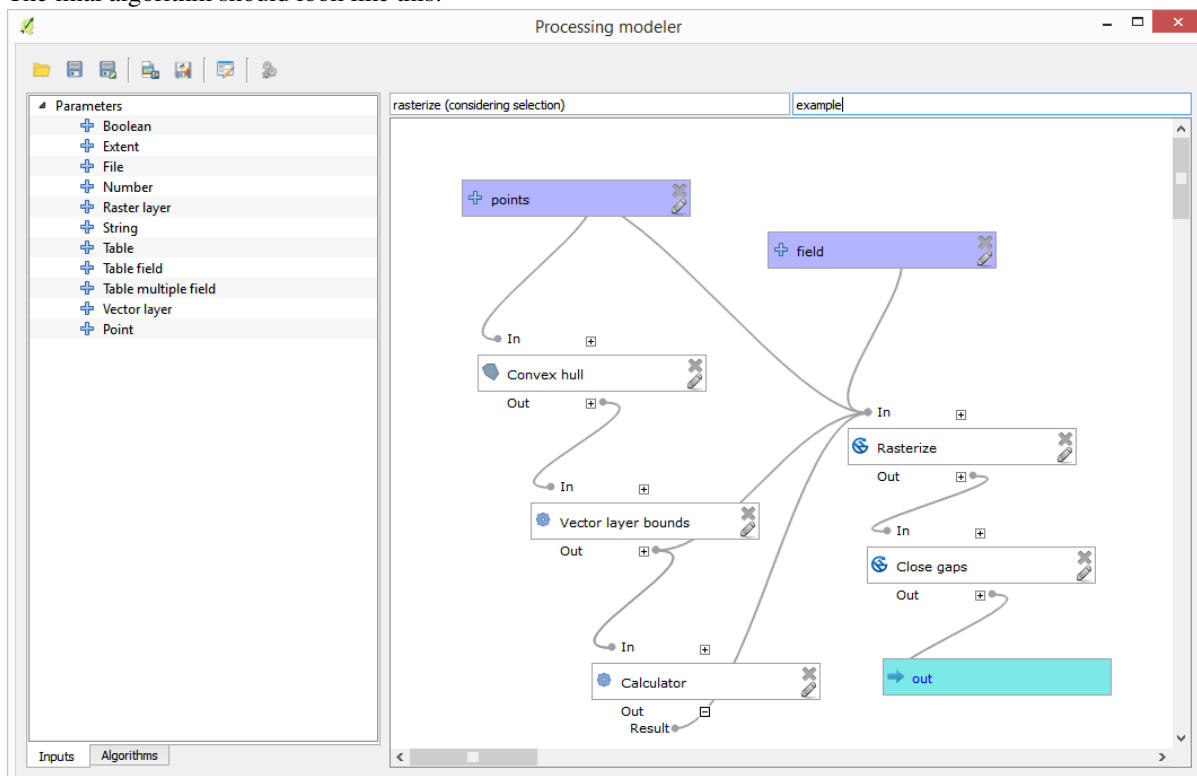 The final algorithm should look like this:
Processing modeler
Parameters
Boolean
Extent
File
Number
Raster layer
String
Table
Table field
Table multiple field
Vector layer
Point
Inputs
Algorithms
rasterize (considering selection)
example
points
field
In
Convex hull
Out
In
Rasterize
Out
In
Vector layer bounds
Out
In
Close gaps
Out
In
Calculator
Out
Result
out